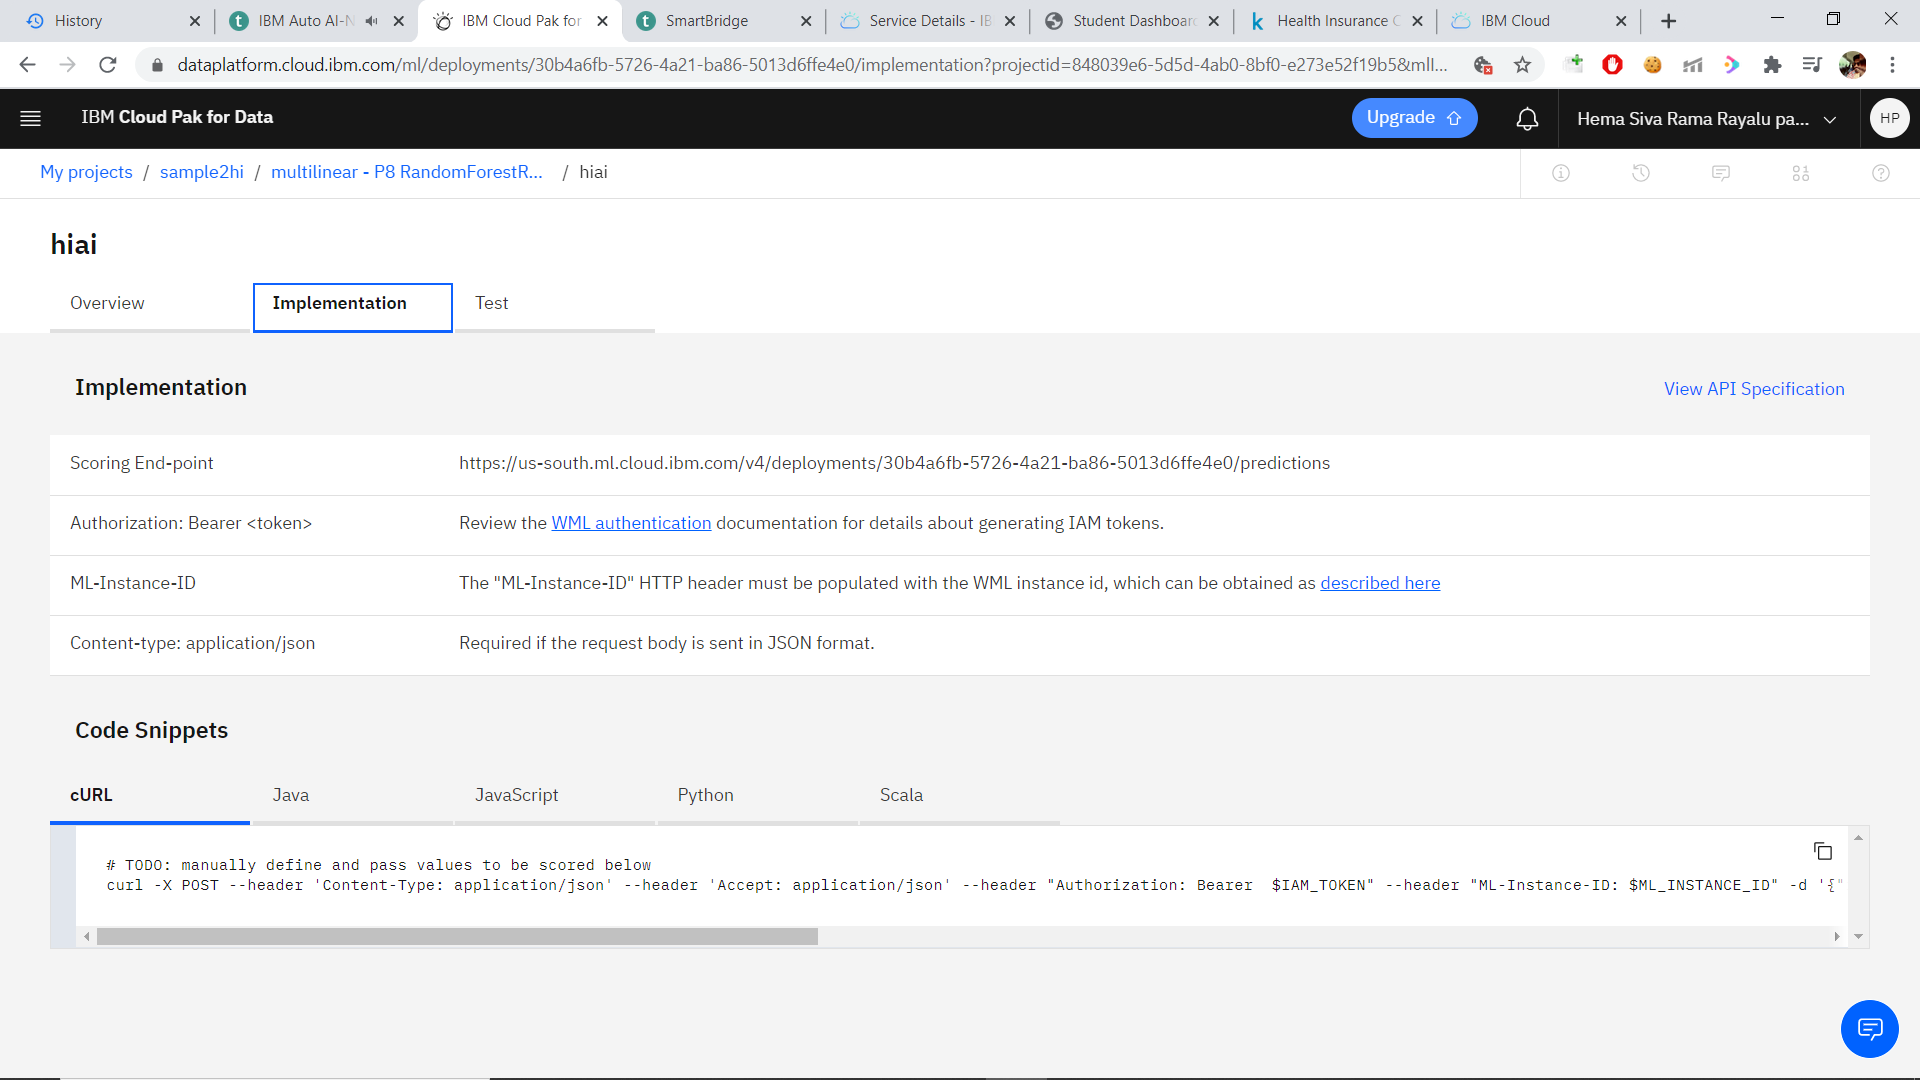 History
IBM Auto AI-N
IBM Cloud Pak for
SmartBridge
Service Details - IB
Student Dashboar
Health Insurance C
IBM Cloud
dataplatform.cloud.ibm.com/ml/deployments/30b4a6fb-5726-4a21-ba86-5013d6ffe4e0/implementation?projectid=848039e6-5d5d-4ab0-8bf0-e273e52f19b5&mlI...
IBM Cloud Pak for Data
Upgrade
Hema Siva Rama Rayalu pa...
HP
My projects / sample2hi / multilinear - P8 RandomForestR... / hiai
hiai
Overview
Implementation
Test
Implementation
View API Specification
Scoring End-point https://us-south.ml.cloud.ibm.com/v4/deployments/30b4a6fb-5726-4a21-ba86-5013d6ffe4e0/predictions
Authorization: Bearer <token> Review the WML authentication documentation for details about generating IAM tokens.
ML-Instance-ID The "ML-Instance-ID" HTTP header must be populated with the WML instance id, which can be obtained as described here
Content-type: application/json Required if the request body is sent in JSON format.
Code Snippets
cURL
Java
JavaScript
Python
Scala
# TODO: manually define and pass values to be scored below
curl -X POST --header 'Content-Type: application/json' --header 'Accept: application/json' --header "Authorization: Bearer  $IAM_TOKEN" --header "ML-Instance-ID: $ML_INSTANCE_ID" -d '{"